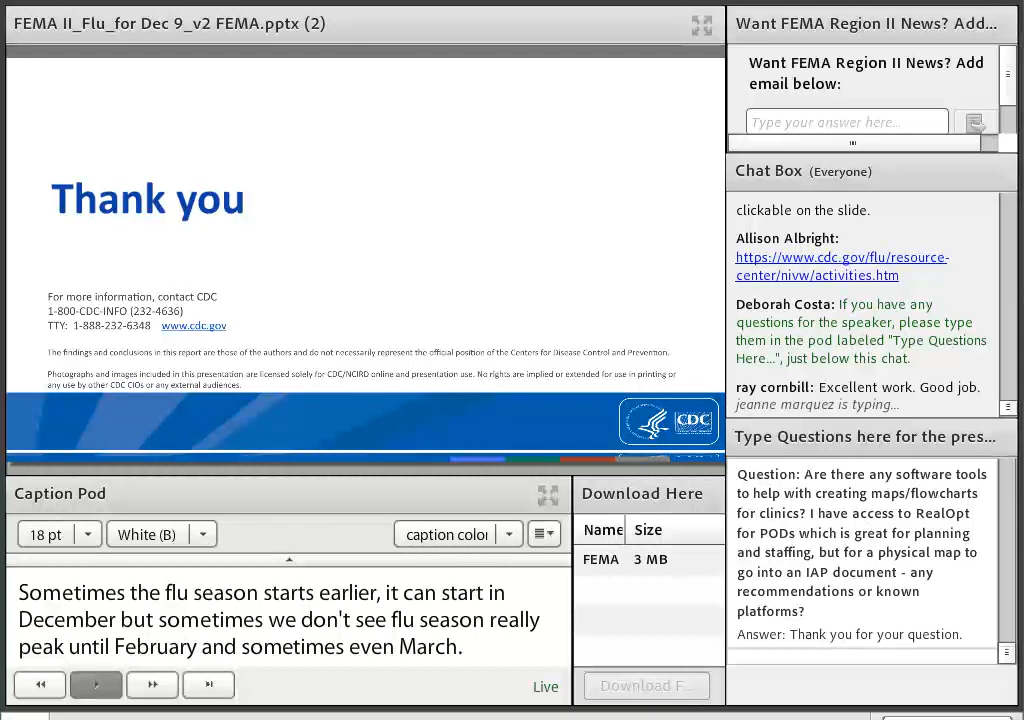 FEMA II_Flu_for Dec 9_v2 FEMA.pptx (2)
Thank you
For more information, contact CDC
1-800-CDC-INFO (232-4636)
TTY:  1-888-232-6348    www.cdc.gov
The findings and conclusions in this report are those of the authors and do not necessarily represent the official position of the Centers for Disease Control and Prevention.
Photographs and images included in this presentation are licensed solely for CDC/NCIRD online and presentation use. No rights are implied or extended for use in printing or
any use by other CDC CIOs or any external audiences.
CDC
Caption Pod
18 pt
White (B)
caption color
Sometimes the flu season starts earlier, it can start in
December but sometimes we don't see flu season really
peak until February and sometimes even March.
Live
Download Here
Name Size
FEMA 3 MB
Download F...
Want FEMA Region II News? Add...
Want FEMA Region II News? Add
email below:
Type your answer here...
Chat Box (Everyone)
clickable on the slide.
Allison Albright:
https://www.cdc.gov/flu/resource-
center/nivw/activities.htm
Deborah Costa: If you have any
questions for the speaker, please type
them in the pod labeled "Type Questions
Here...", just below this chat.
ray cornbill: Excellent work. Good job.
jeanne marquez is typing...
Type Questions here for the pres...
Question: Are there any software tools
to help with creating maps/flowcharts
for clinics? I have access to RealOpt
for PODs which is great for planning
and staffing, but for a physical map to
go into an IAP document - any
recommendations or known
platforms?
Answer: Thank you for your question.